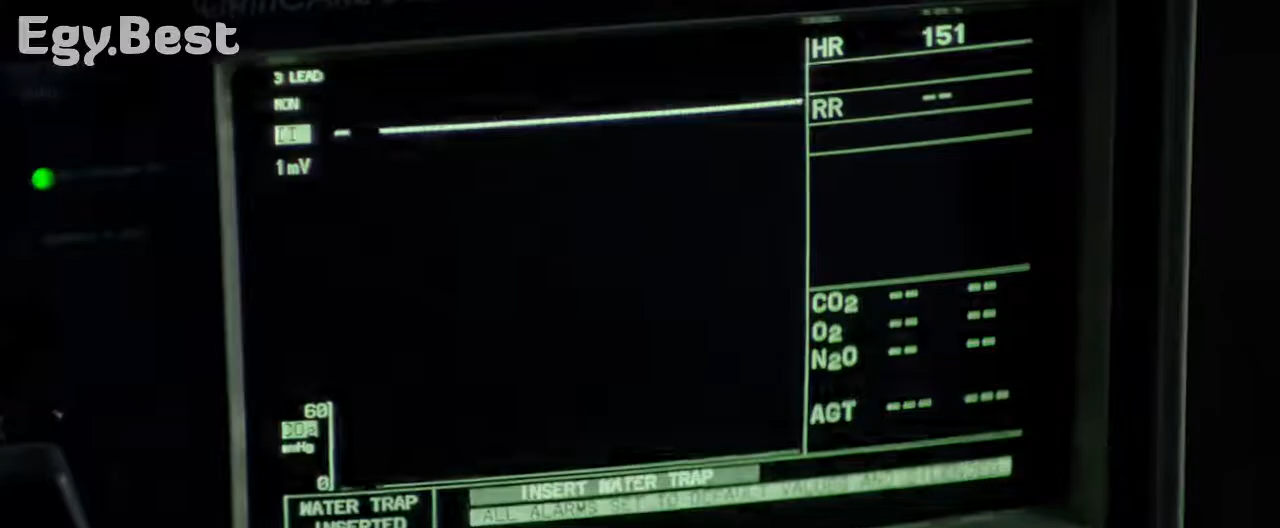 Egy.Best
3 LEAD
MON
II
1mV
HR 151
RR --
CO2 -- --
O2 -- --
N2O -- --
AGT --- ---
60
CO2
mmHg
0
WATER TRAP
INSERTED
INSERT WATER TRAP
ALL ALARMS SET TO DEFAULT VALUES AND